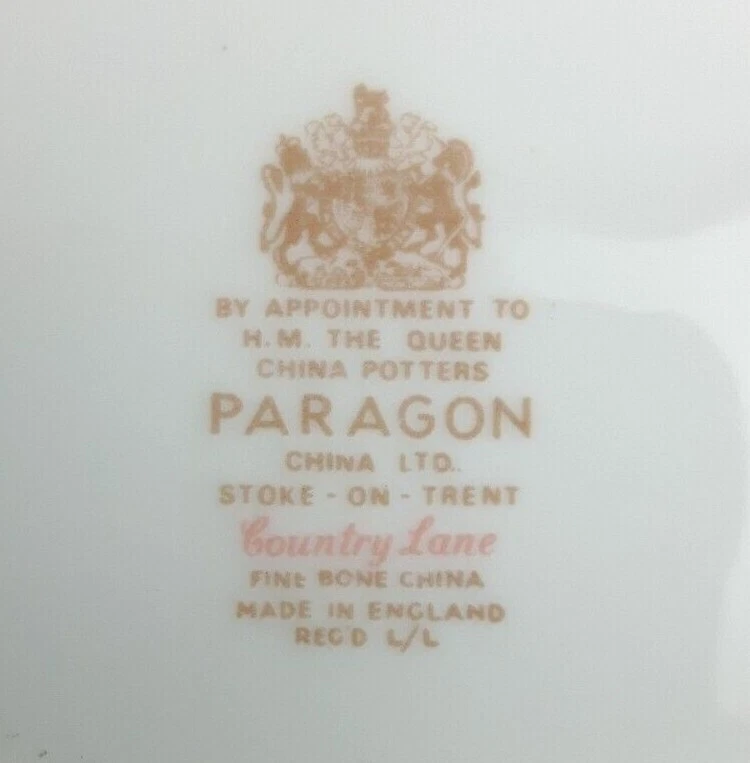 BY APPOINTMENT TO
H.M. THE QUEEN
CHINA POTTERS
PARAGON
CHINA LTD.
STOKE - ON - TRENT
Country Lane
FINE BONE CHINA
MADE IN ENGLAND
REG'D L/L